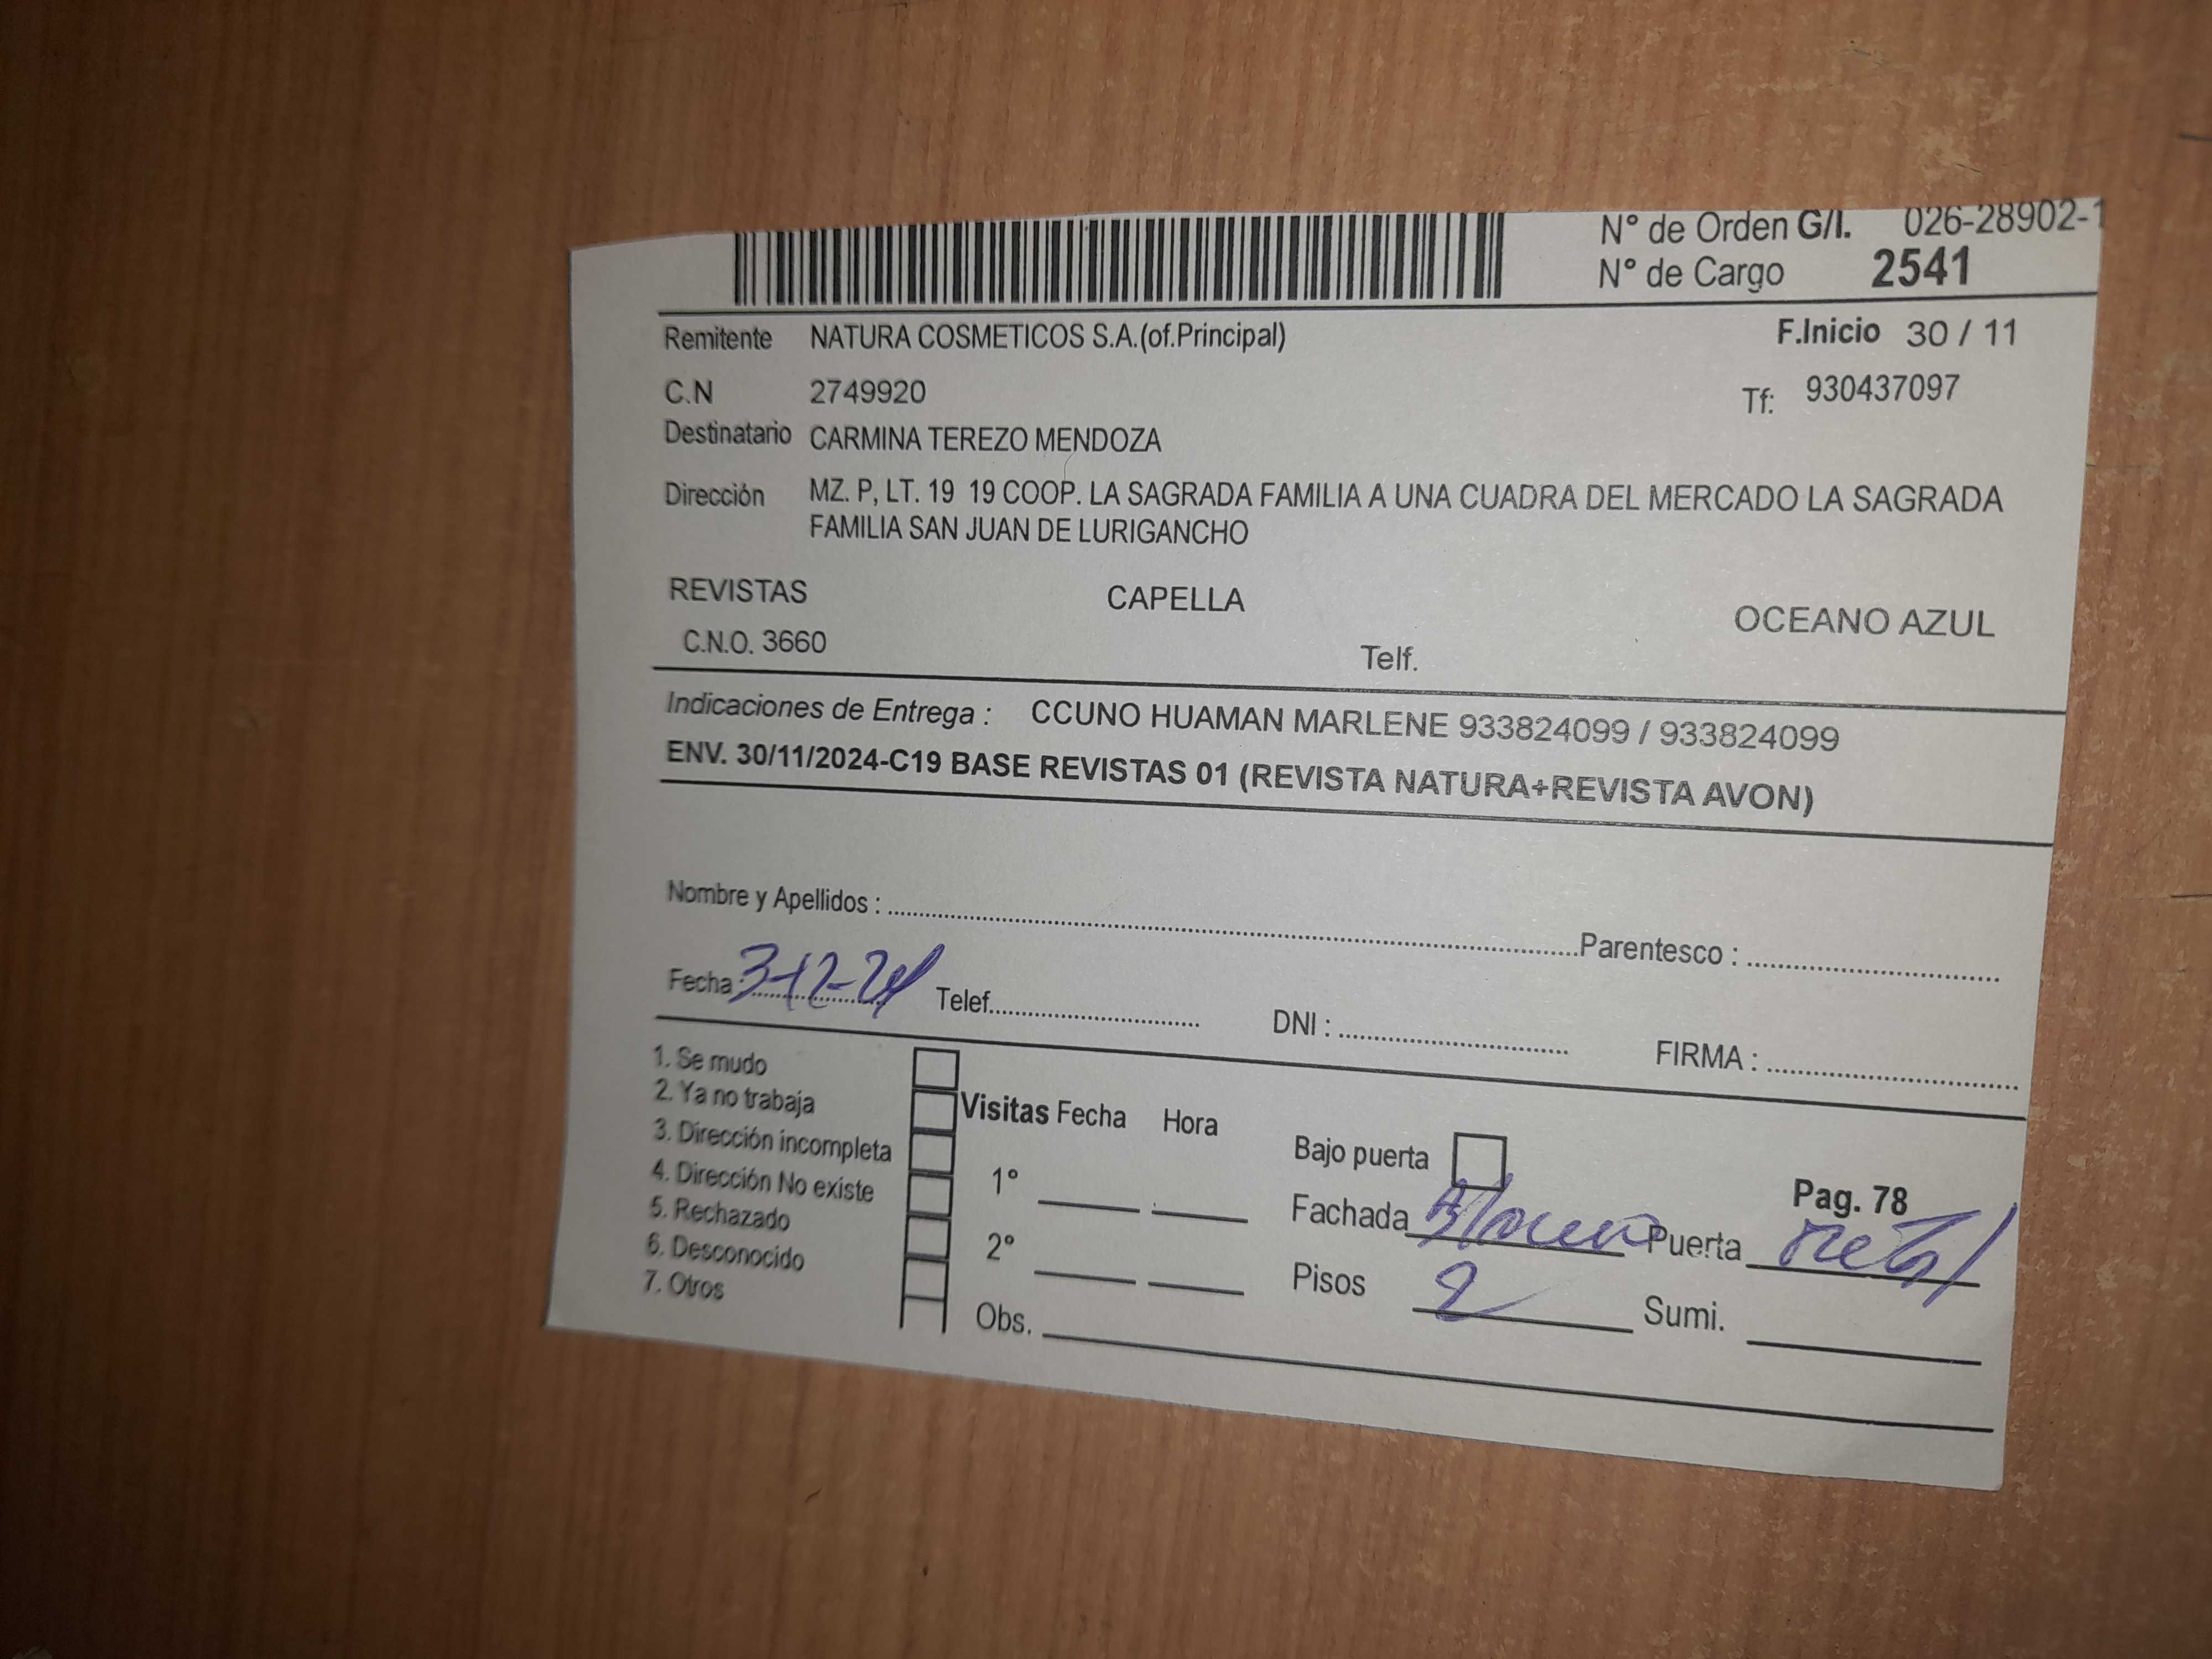 N° de Orden G/I. 026-28902-1
N° de Cargo 2541
Remitente NATURA COSMETICOS S.A.(of.Principal) F.Inicio 30 / 11
C.N 2749920 Tf: 930437097
Destinatario CARMINA TEREZO MENDOZA
Dirección MZ. P, LT. 19 19 COOP. LA SAGRADA FAMILIA A UNA CUADRA DEL MERCADO LA SAGRADA
FAMILIA SAN JUAN DE LURIGANCHO
REVISTAS CAPELLA OCEANO AZUL
C.N.O. 3660 Telf.
Indicaciones de Entrega : CCUNO HUAMAN MARLENE 933824099 / 933824099
ENV. 30/11/2024-C19 BASE REVISTAS 01 (REVISTA NATURA+REVISTA AVON)
Nombre y Apellidos : Parentesco :
Fecha : 3-12-24 Telef. DNI : FIRMA :
1. Se mudo
2. Ya no trabaja Visitas Fecha Hora
3. Dirección incompleta Bajo puerta
4. Dirección No existe 1° Pag. 78
5. Rechazado Fachada Puerta metal
6. Desconocido 2°
7. Otros Pisos 2 Sumi.
Obs.